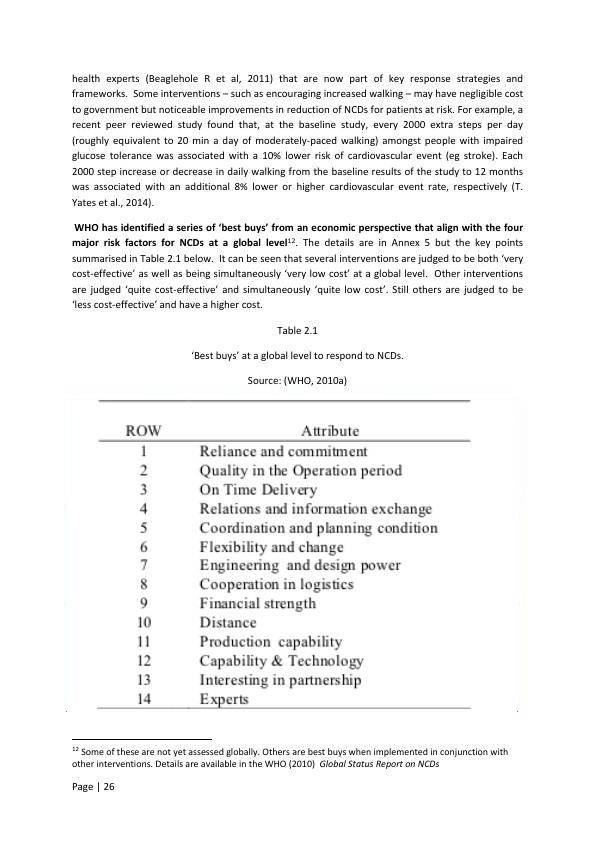 health experts (Beaglehole R et al, 2011) that are now part of key response strategies and
frameworks. Some interventions – such as encouraging increased walking – may have negligible cost
to government but noticeable improvements in reduction of NCDs for patients at risk. For example, a
recent peer reviewed study found that, at the baseline study, every 2000 extra steps per day
(roughly equivalent to 20 min a day of moderately-paced walking) amongst people with impaired
glucose tolerance was associated with a 10% lower risk of cardiovascular event (eg stroke). Each
2000 step increase or decrease in daily walking from the baseline results of the study to 12 months
was associated with an additional 8% lower or higher cardiovascular event rate, respectively (T.
Yates et al., 2014).
WHO has identified a series of ‘best buys’ from an economic perspective that align with the four
major risk factors for NCDs at a global level12. The details are in Annex 5 but the key points
summarised in Table 2.1 below. It can be seen that several interventions are judged to be both ‘very
cost-effective’ as well as being simultaneously ‘very low cost’ at a global level. Other interventions
are judged ‘quite cost-effective’ and simultaneously ‘quite low cost’. Still others are judged to be
‘less cost-effective’ and have a higher cost.
Table 2.1
‘Best buys’ at a global level to respond to NCDs.
Source: (WHO, 2010a)
ROW Attribute
1 Reliance and commitment
2 Quality in the Operation period
3 On Time Delivery
4 Relations and information exchange
5 Coordination and planning condition
6 Flexibility and change
7 Engineering and design power
8 Cooperation in logistics
9 Financial strength
10 Distance
11 Production capability
12 Capability & Technology
13 Interesting in partnership
14 Experts
12 Some of these are not yet assessed globally. Others are best buys when implemented in conjunction with
other interventions. Details are available in the WHO (2010) Global Status Report on NCDs
Page | 26